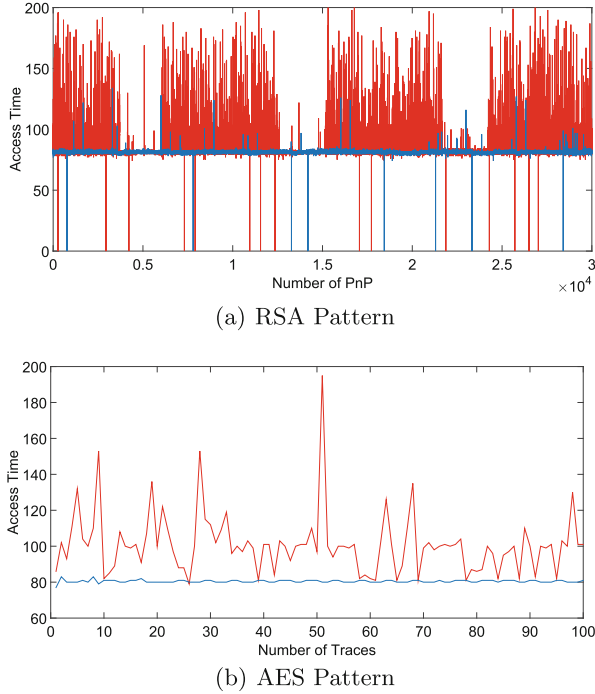 200
150
100
50
0
Access Time
0 0.5 1 1.5 2 2.5 3
Number of PnP
×10⁴
(a) RSA Pattern
200
180
160
140
120
100
80
60
Access Time
0 10 20 30 40 50 60 70 80 90 100
Number of Traces
(b) AES Pattern